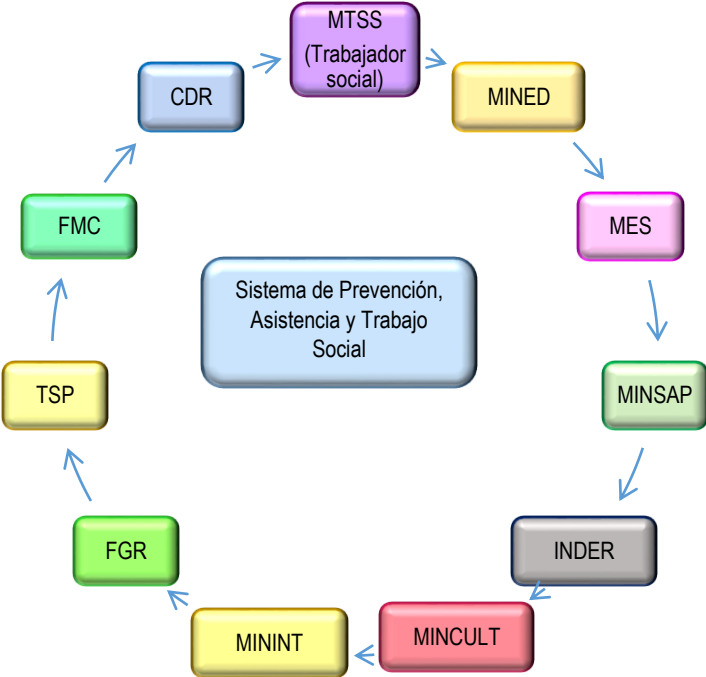 MTSS
(Trabajador
social)
CDR
MINED
FMC
MES
Sistema de Prevención,
Asistencia y Trabajo
Social
TSP
MINSAP
FGR
INDER
MININT
MINCULT